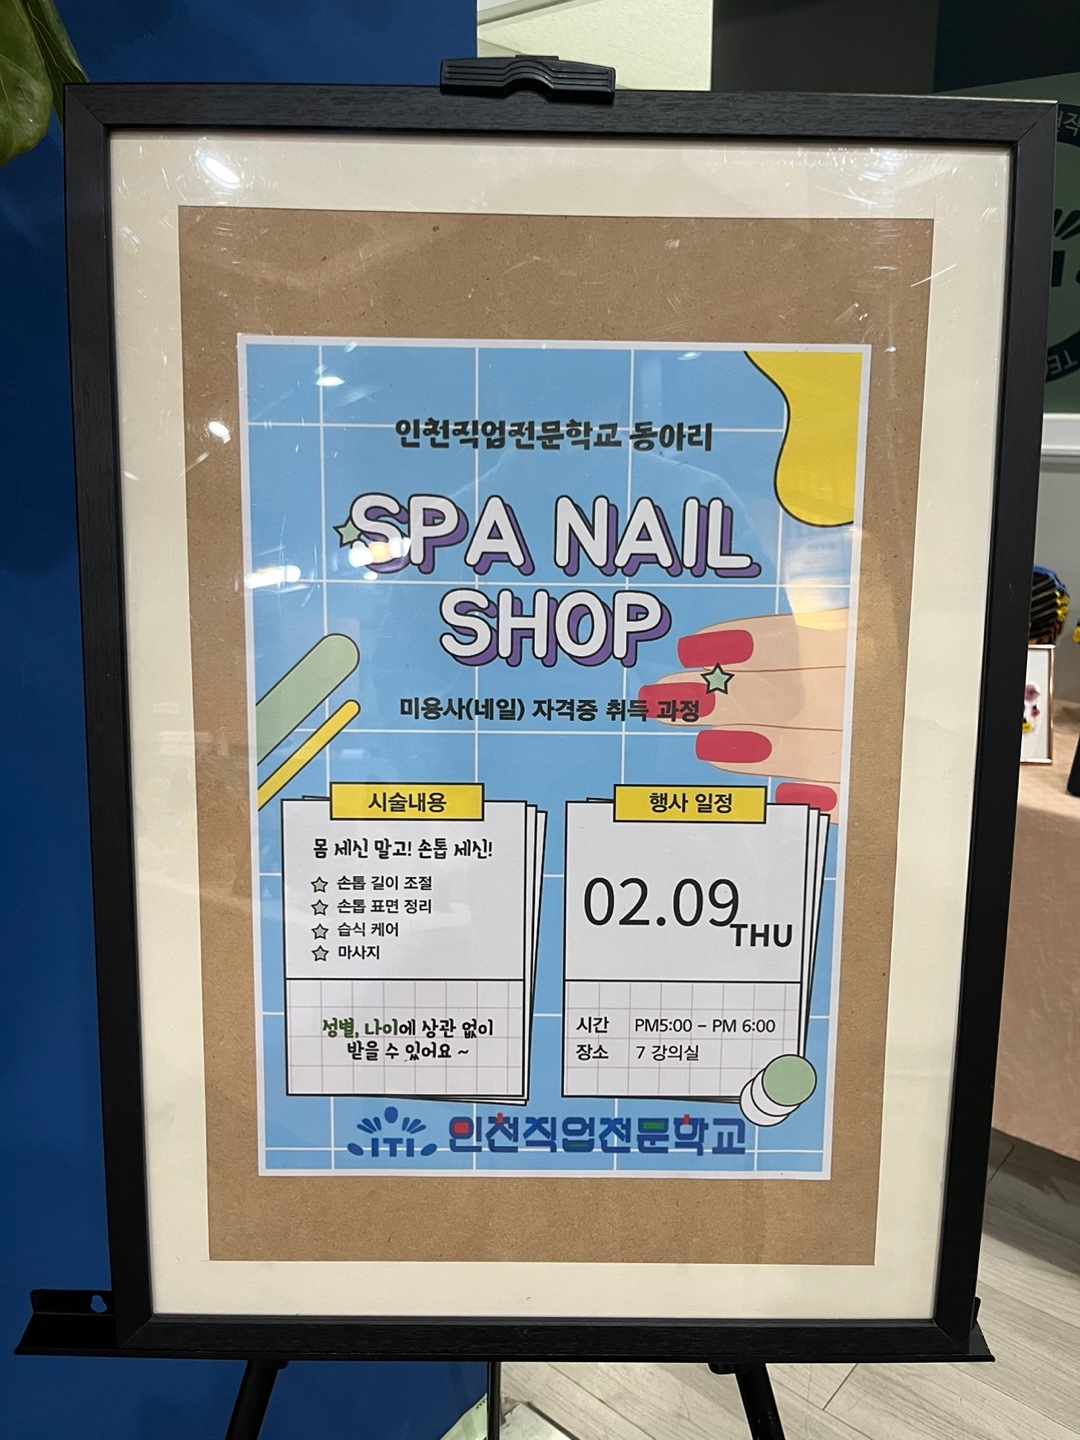 인천직업전문학교 동아리
SPA NAIL
SHOP
미용사(네일) 자격증 취득 과정
시술내용
몸 세신 말고! 손톱 세신!
손톱 길이 조절
손톱 표면 정리
습식 케어
마사지
성별, 나이에 상관 없이
받을 수 있어요 ~
행사 일정
02.09
THU
시간 PM5:00 – PM 6:00
장소 7 강의실
ITI 인천직업전문학교